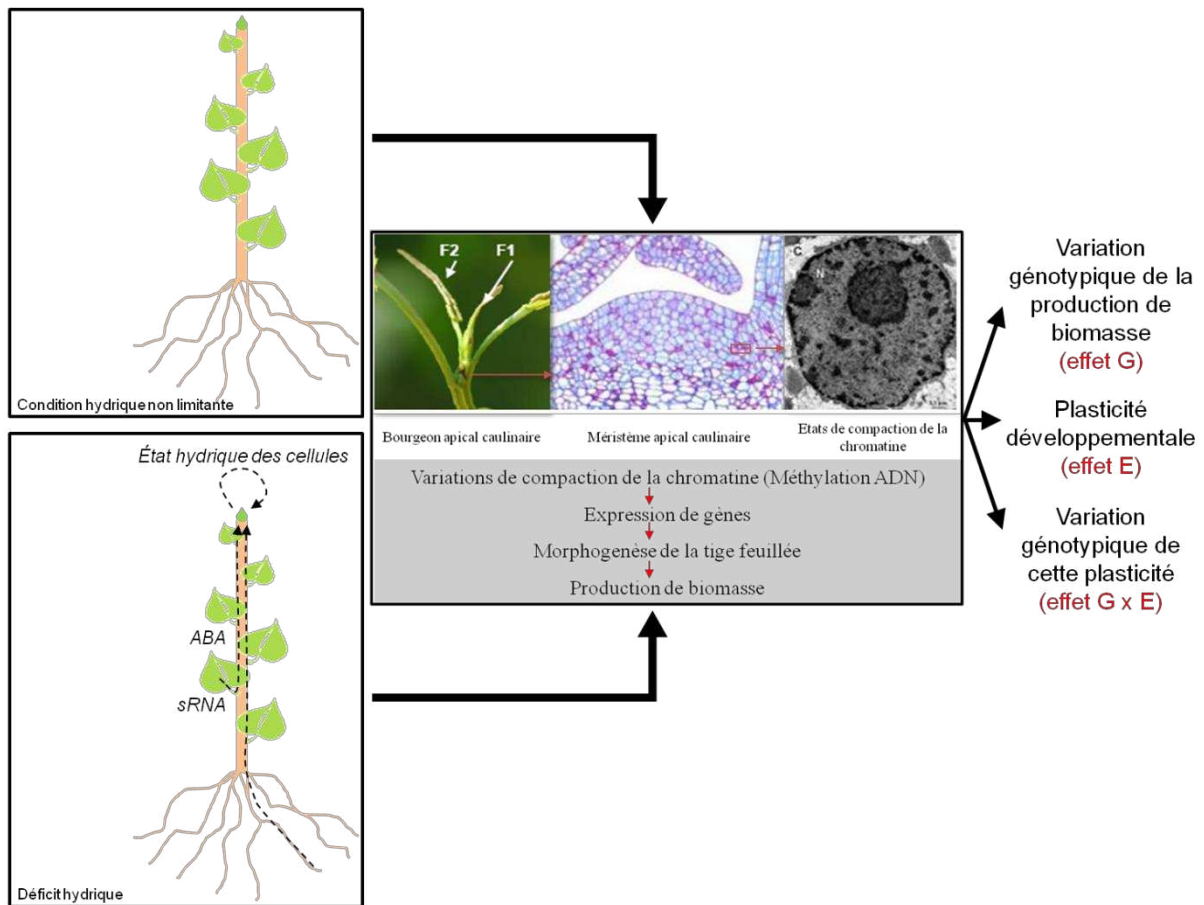 Condition hydrique non limitante
État hydrique des cellules
ABA
sRNA
Déficit hydrique
F2
F1
C
N
Bourgeon apical caulinaire
Méristème apical caulinaire
Etats de compaction de la
chromatine
Variations de compaction de la chromatine (Méthylation ADN)
Expression de gènes
Morphogenèse de la tige feuillée
Production de biomasse
Variation
génotypique de la
production de
biomasse
(effet G)
Plasticité
développementale
(effet E)
Variation
génotypique de
cette plasticité
(effet G x E)